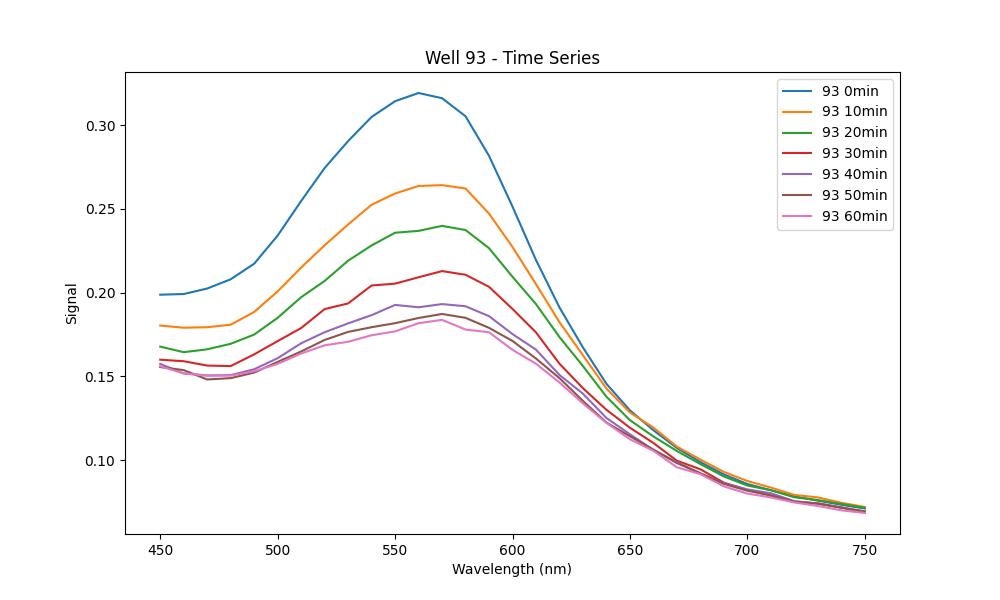 Well 93 - Time Series
93 0min
93 10min
93 20min
93 30min
93 40min
93 50min
93 60min
Signal
0.30
0.25
0.20
0.15
0.10
450 500 550 600 650 700 750
Wavelength (nm)